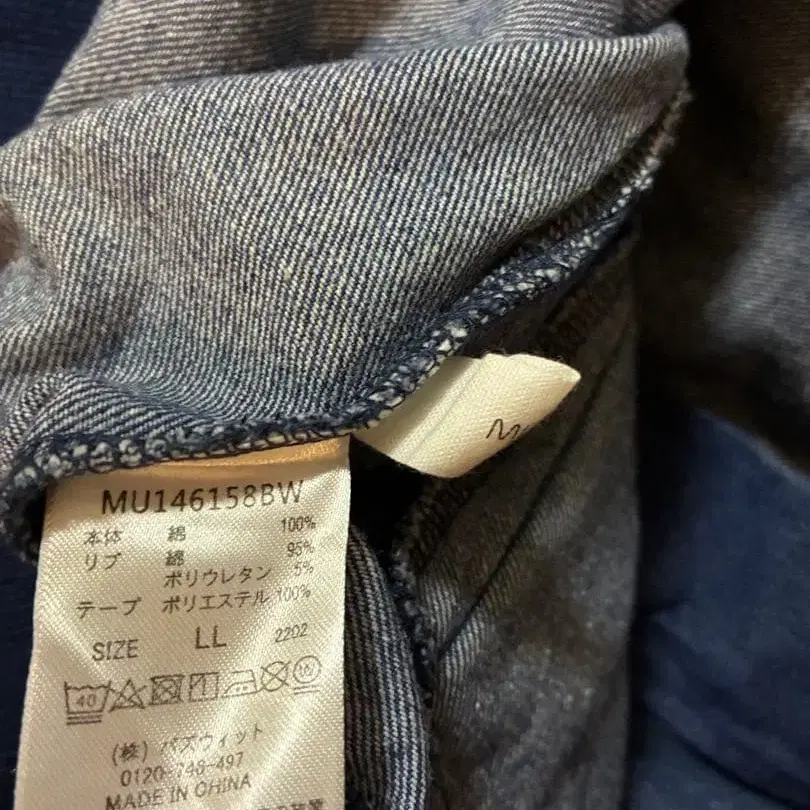 MU146158BW
本体 綿 100%
リブ 綿 95%
ポリウレタン 5%
テープ ポリエステル 100%
SIZE LL 2202
40
(株) バズウィット
0120-746-497
MADE IN CHINA